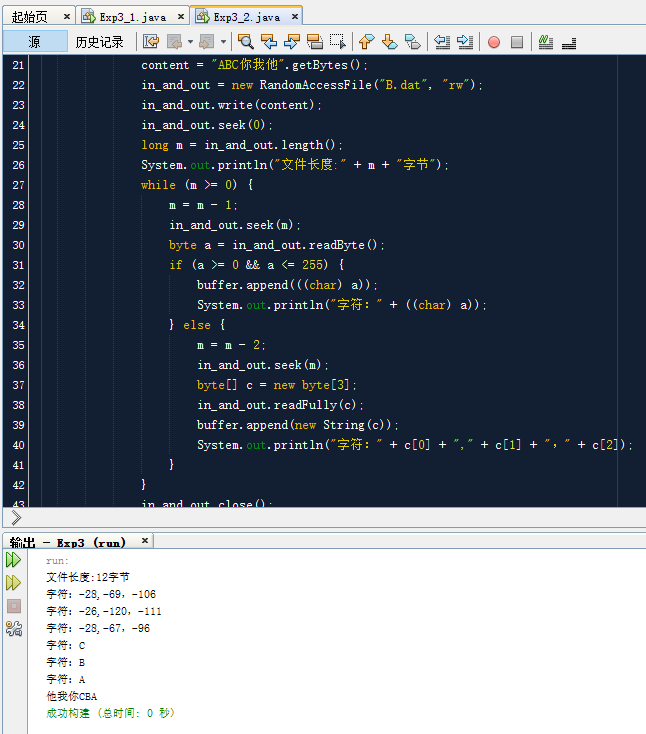 起始页 × Exp3_1.java × Exp3_2.java ×
源 历史记录
21 content = "ABC你我他".getBytes();
22 in_and_out = new RandomAccessFile("B.dat", "rw");
23 in_and_out.write(content);
24 in_and_out.seek(0);
25 long m = in_and_out.length();
26 System.out.println("文件长度:" + m + "字节");
27 while (m >= 0) {
28 m = m - 1;
29 in_and_out.seek(m);
30 byte a = in_and_out.readByte();
31 if (a >= 0 && a <= 255) {
32 buffer.append(((char) a));
33 System.out.println("字符：" + ((char) a));
34 } else {
35 m = m - 2;
36 in_and_out.seek(m);
37 byte[] c = new byte[3];
38 in_and_out.readFully(c);
39 buffer.append(new String(c));
40 System.out.println("字符：" + c[0] + "," + c[1] + "，" + c[2]);
41 }
42 }
43 in_and_out.close();
输出 - Exp3 (run) ×
run:
文件长度:12字节
字符：-28,-69，-106
字符：-26,-120，-111
字符：-28,-67，-96
字符：C
字符：B
字符：A
他我你CBA
成功构建 (总时间: 0 秒)